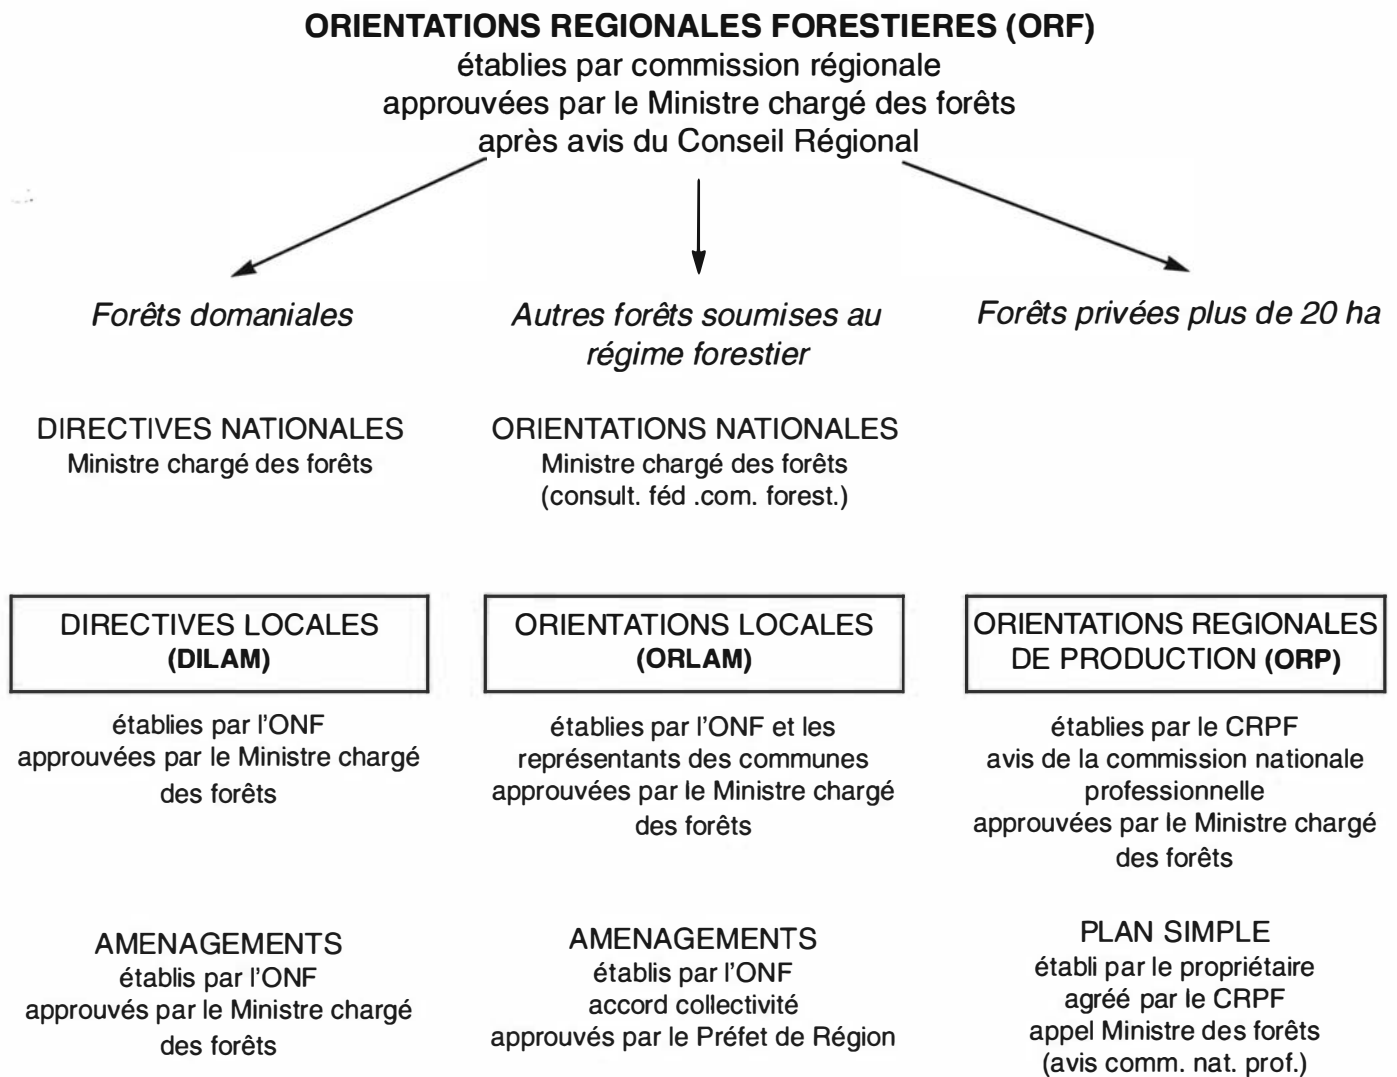 ORIENTATIONS REGIONALES FORESTIERES (ORF)
établies par commission régionale
approuvées par le Ministre chargé des forêts
après avis du Conseil Régional
Forêts domaniales
Autres forêts soumises au
régime forestier
Forêts privées plus de 20 ha
DIRECTIVES NATIONALES
Ministre chargé des forêts
ORIENTATIONS NATIONALES
Ministre chargé des forêts
(consult. féd .com. forest.)
DIRECTIVES LOCALES
(DILAM)
établies par l'ONF
approuvées par le Ministre chargé
des forêts
ORIENTATIONS LOCALES
(ORLAM)
établies par l'ONF et les
représentants des communes
approuvées par le Ministre chargé
des forêts
ORIENTATIONS REGIONALES
DE PRODUCTION (ORP)
établies par le CRPF
avis de la commission nationale
professionnelle
approuvées par le Ministre chargé
des forêts
AMENAGEMENTS
établis par l'ONF
approuvés par le Ministre chargé
des forêts
AMENAGEMENTS
établis par l'ONF
accord collectivité
approuvés par le Préfet de Région
PLAN SIMPLE
établi par le propriétaire
agréé par le CRPF
appel Ministre des forêts
(avis comm. nat. prof.)